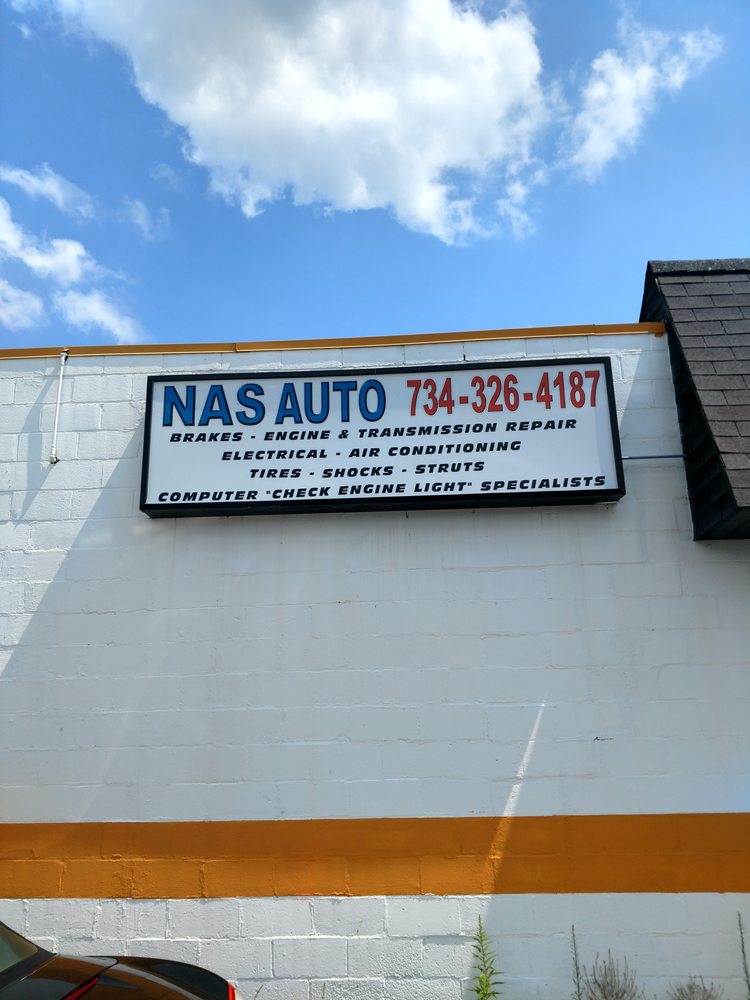 NAS AUTO 734-326-4187
BRAKES - ENGINE & TRANSMISSION REPAIR
ELECTRICAL - AIR CONDITIONING
TIRES - SHOCKS - STRUTS
COMPUTER "CHECK ENGINE LIGHT" SPECIALISTS